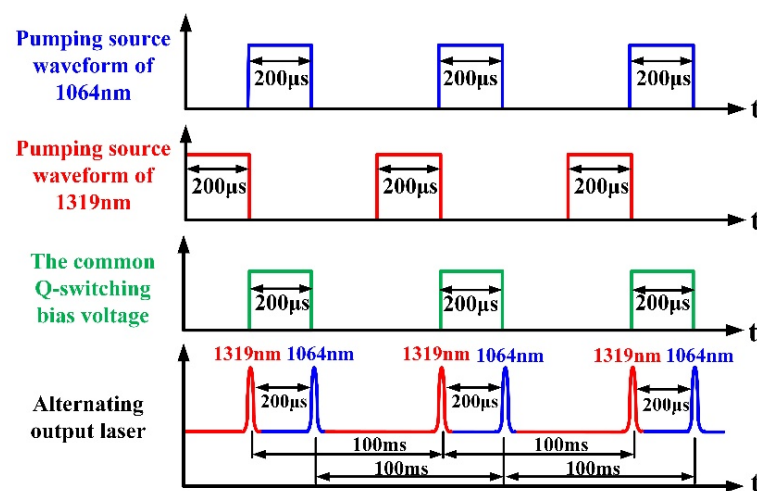 Pumping source
waveform of
1064nm
200μs
200μs
200μs
t
Pumping source
waveform of
1319nm
200μs
200μs
200μs
t
The common
Q-switching
bias voltage
200μs
200μs
200μs
t
1319nm 1064nm 1319nm 1064nm 1319nm 1064nm
Alternating
output laser
200μs
200μs
200μs
100ms
100ms
100ms
100ms
t